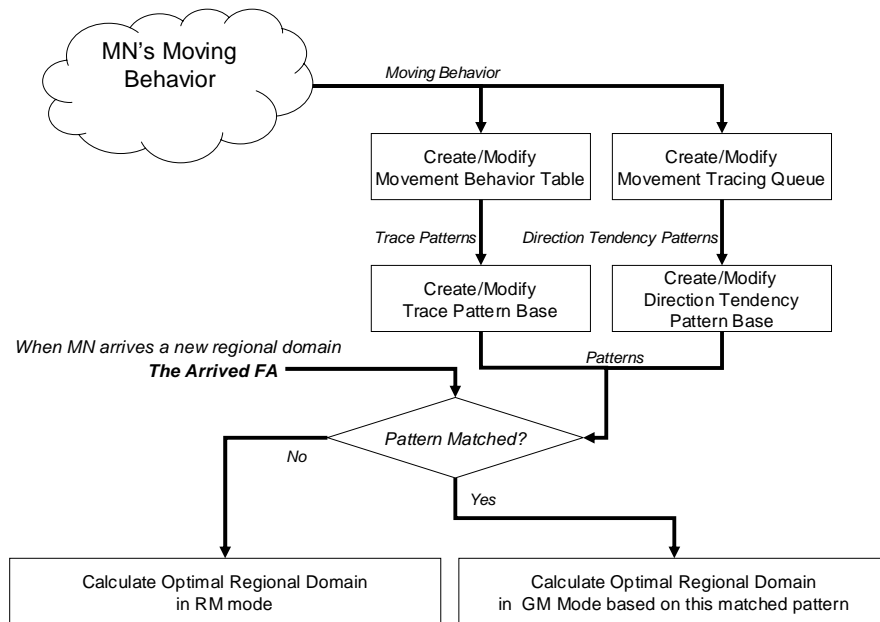 MN's Moving
Behavior
Moving Behavior
Create/Modify
Movement Behavior Table
Create/Modify
Movement Tracing Queue
Trace Patterns
Direction Tendency Patterns
Create/Modify
Trace Pattern Base
Create/Modify
Direction Tendency
Pattern Base
When MN arrives a new regional domain
The Arrived FA
Patterns
Pattern Matched?
No
Yes
Calculate Optimal Regional Domain
in RM mode
Calculate Optimal Regional Domain
in GM Mode based on this matched pattern